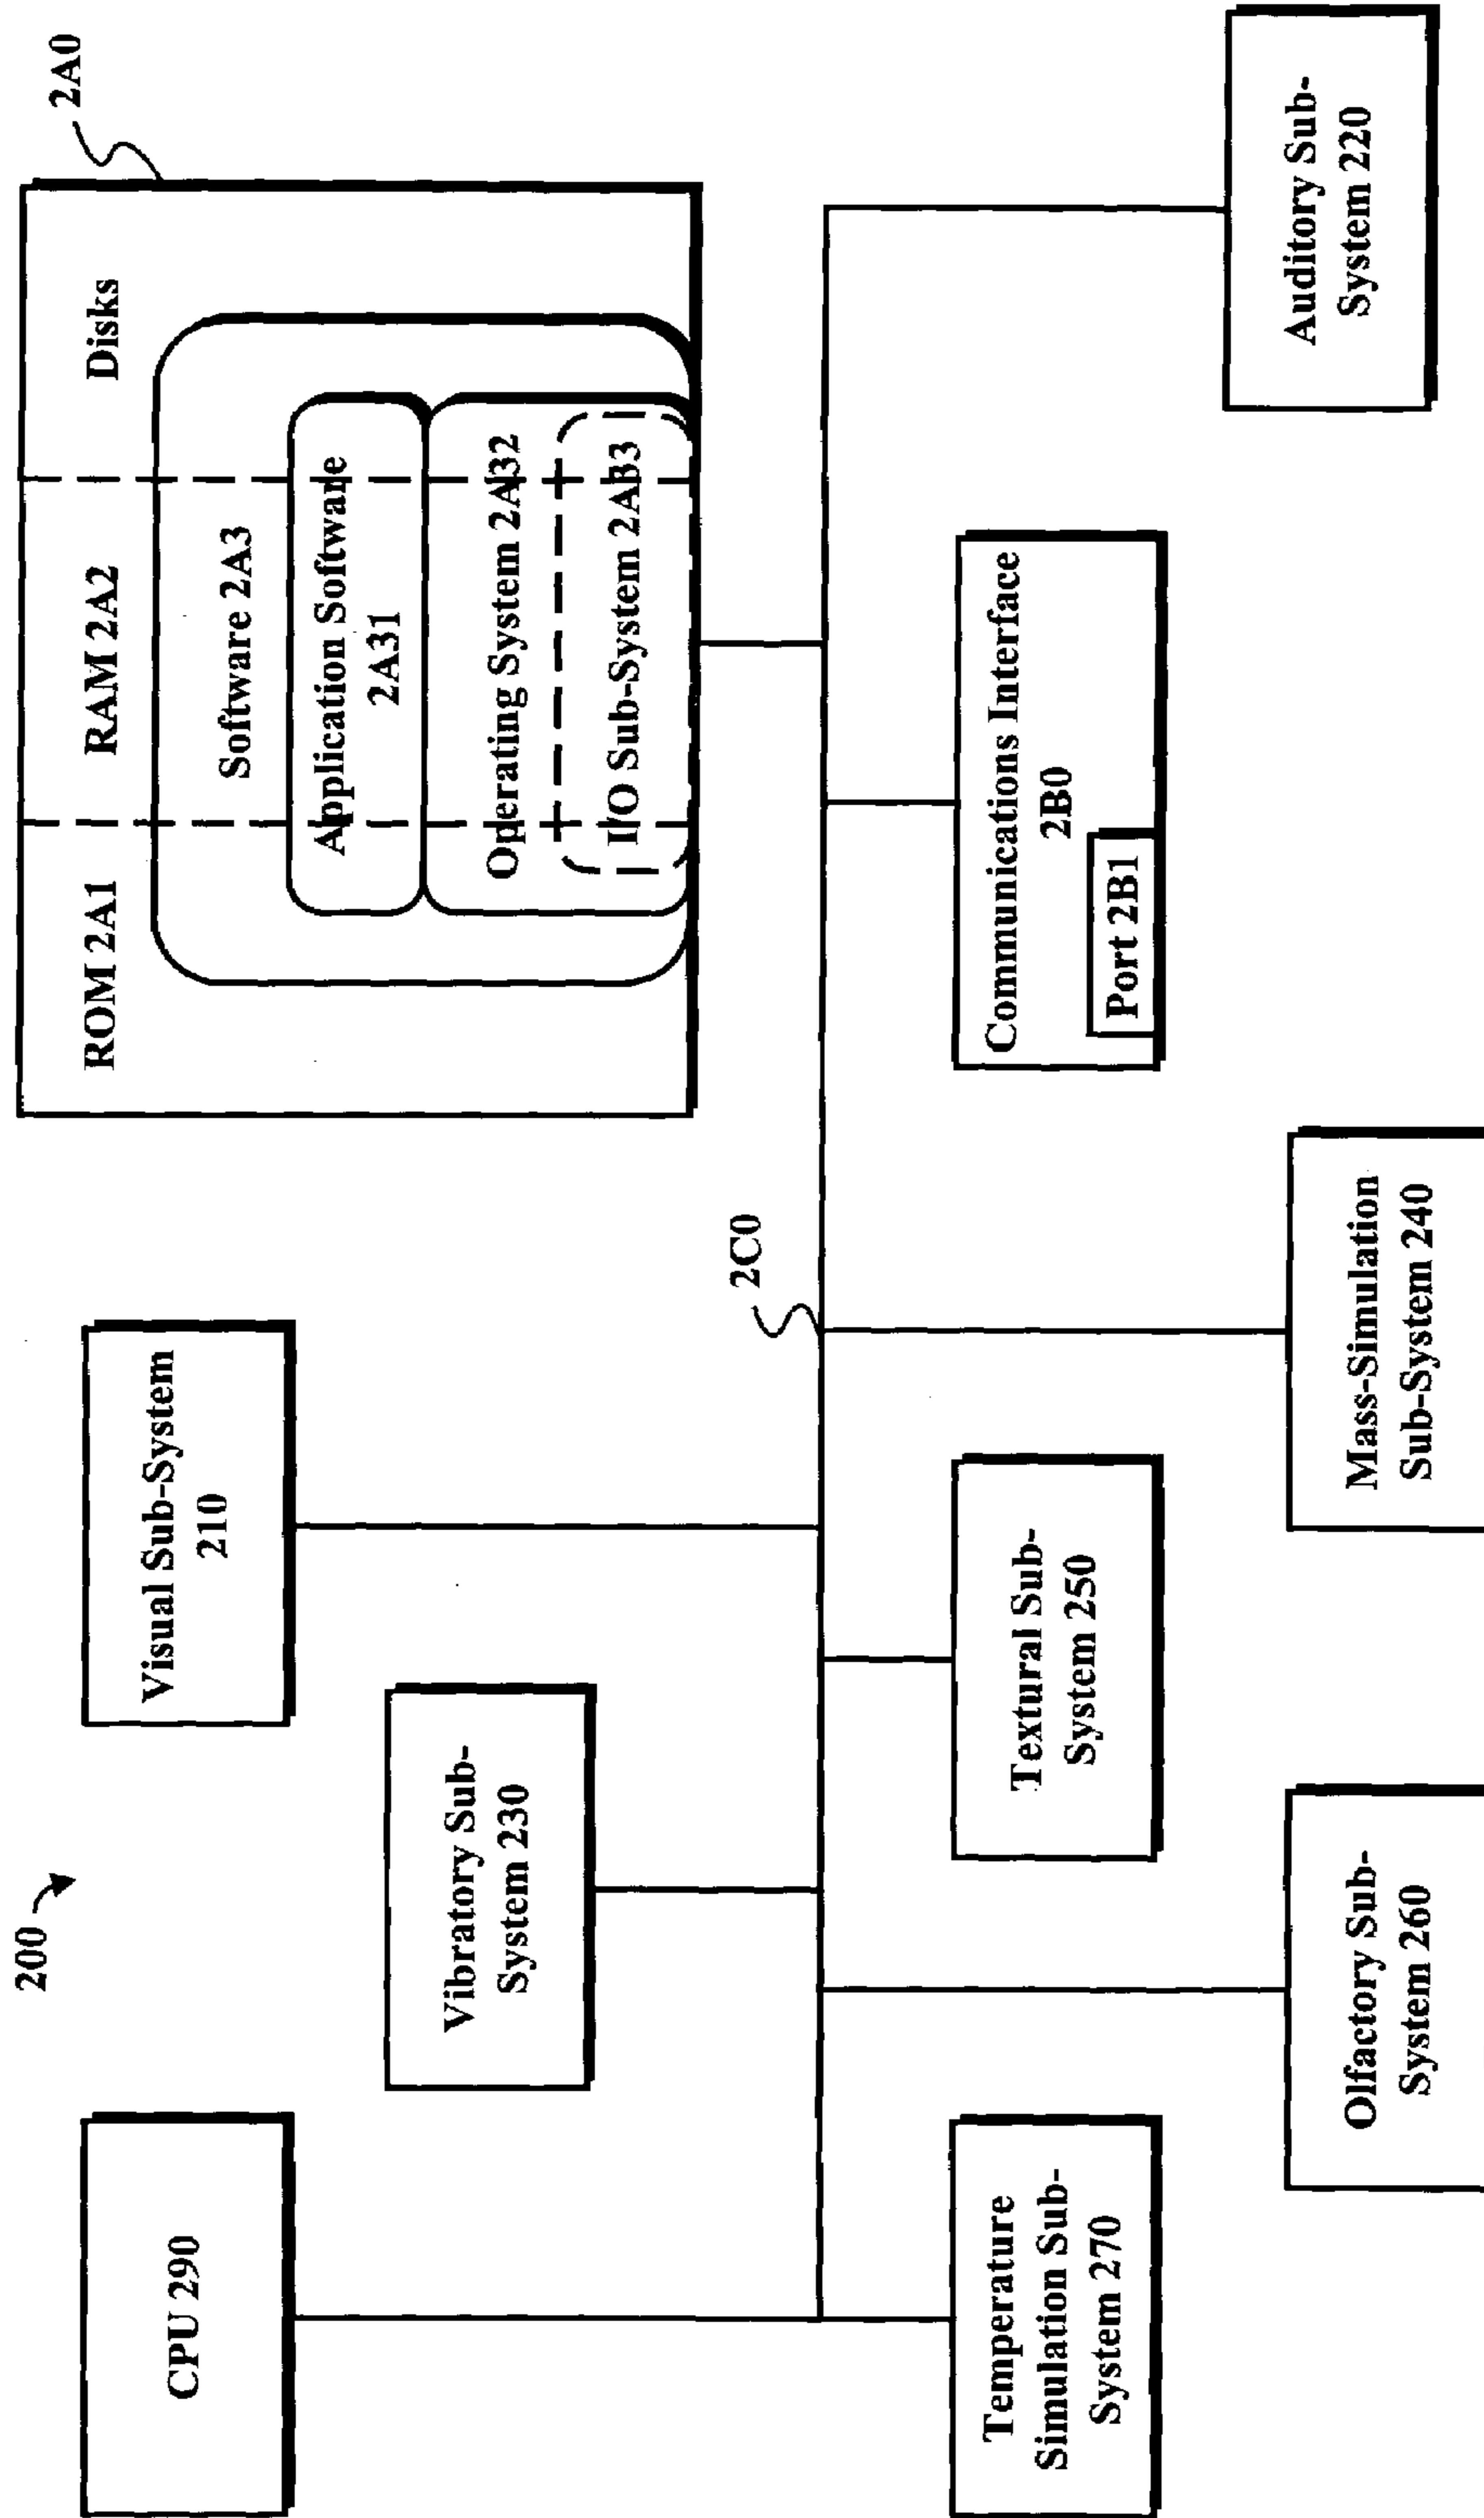 200
2A0
CPU 290
Visual Sub-System
210
ROM 2A1
RAM 2A2
Disks
Software 2A3
Application Software
2A31
Operating System 2A32
I/O Sub-System 2AB3
Vibratory Sub-
System 230
2C0
Temperature
Simulation Sub-
System 270
Textural Sub-
System 250
Communications Interface
2B0
Port 2B1
Olfactory Sub-
System 260
Mass-Simulation
Sub-System 240
Auditory Sub-
System 220